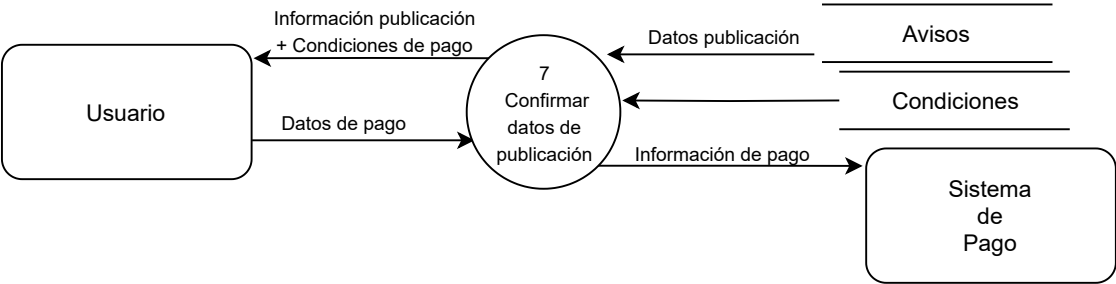 Información publicación
+ Condiciones de pago
Usuario
Datos de pago
7
Confirmar
datos de
publicación
Datos publicación
Avisos
Condiciones
Información de pago
Sistema
de
Pago